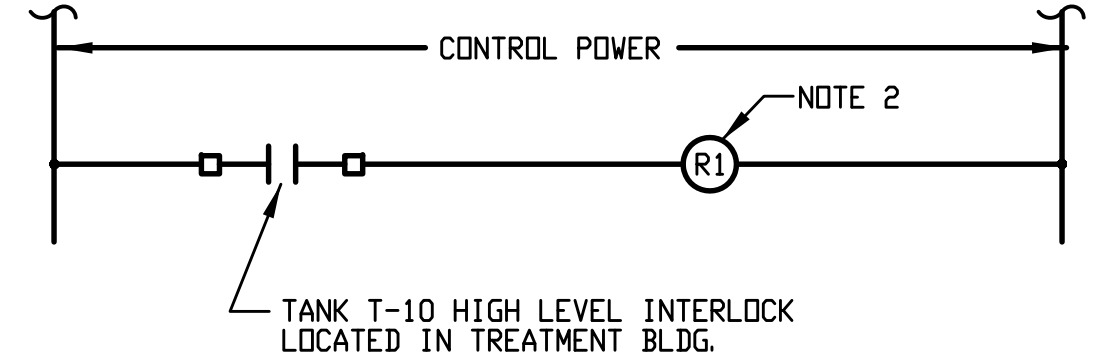 CONTROL POWER
NOTE 2
R1
TANK T-10 HIGH LEVEL INTERLOCK
LOCATED IN TREATMENT BLDG.